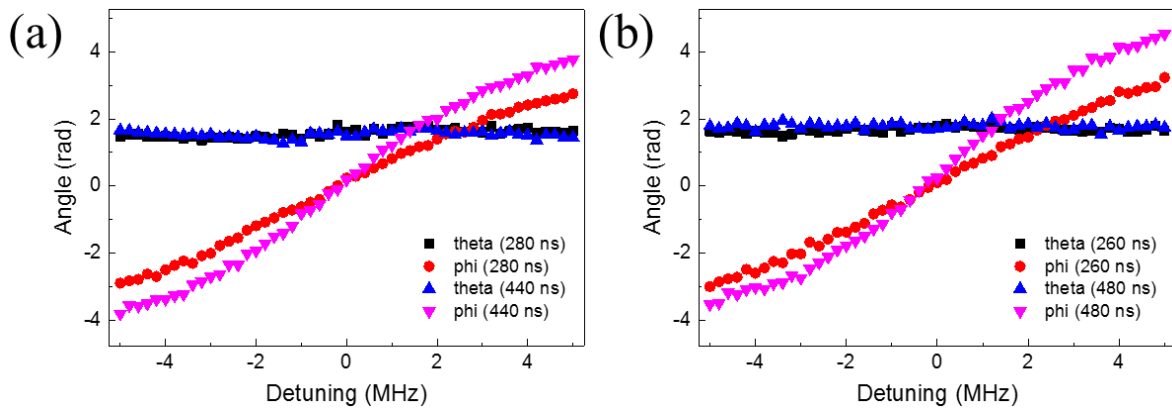 (a)
4
2
0
-2
-4
Angle (rad)
theta (280 ns)
phi (280 ns)
theta (440 ns)
phi (440 ns)
-4 -2 0 2 4
Detuning (MHz)
(b)
4
2
0
-2
-4
Angle (rad)
theta (260 ns)
phi (260 ns)
theta (480 ns)
phi (480 ns)
-4 -2 0 2 4
Detuning (MHz)